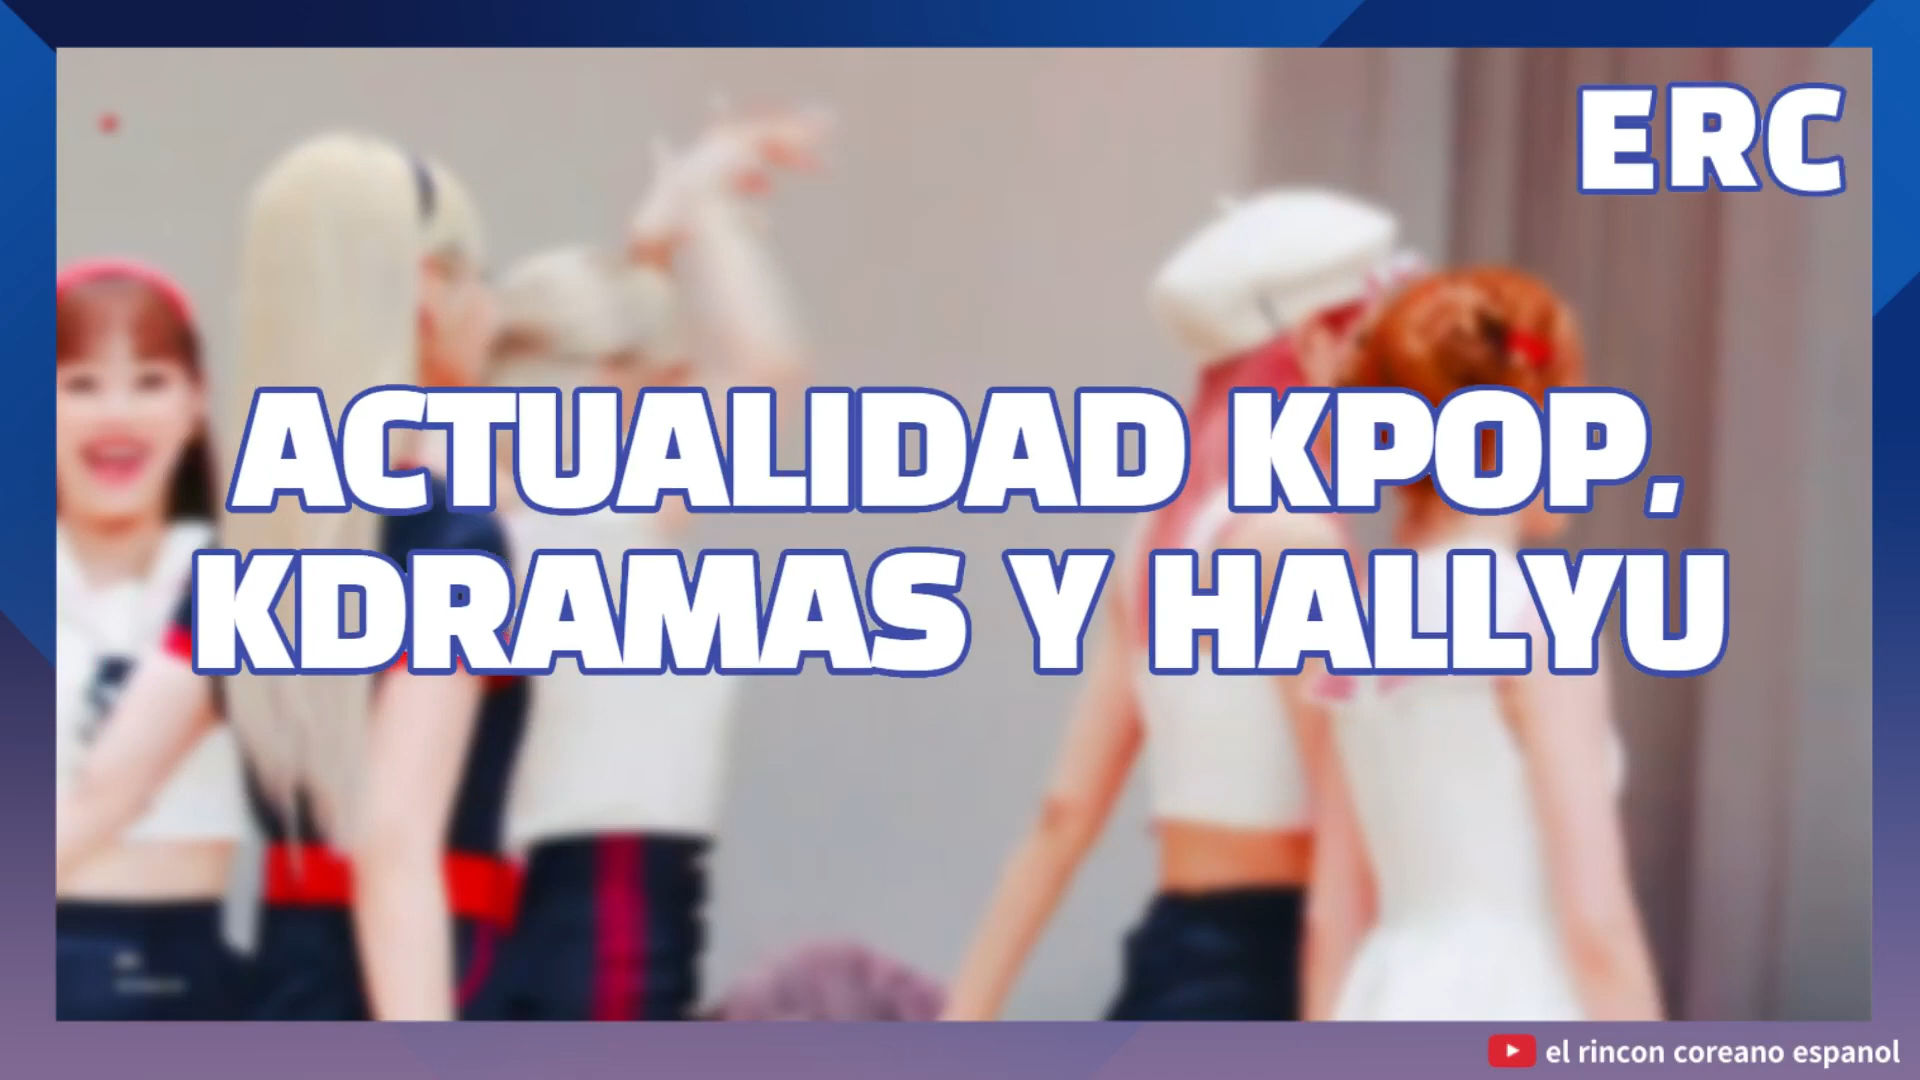 ERC
ACTUALIDAD KPOP,
KDRAMAS Y HALLYU
el rincon coreano espanol